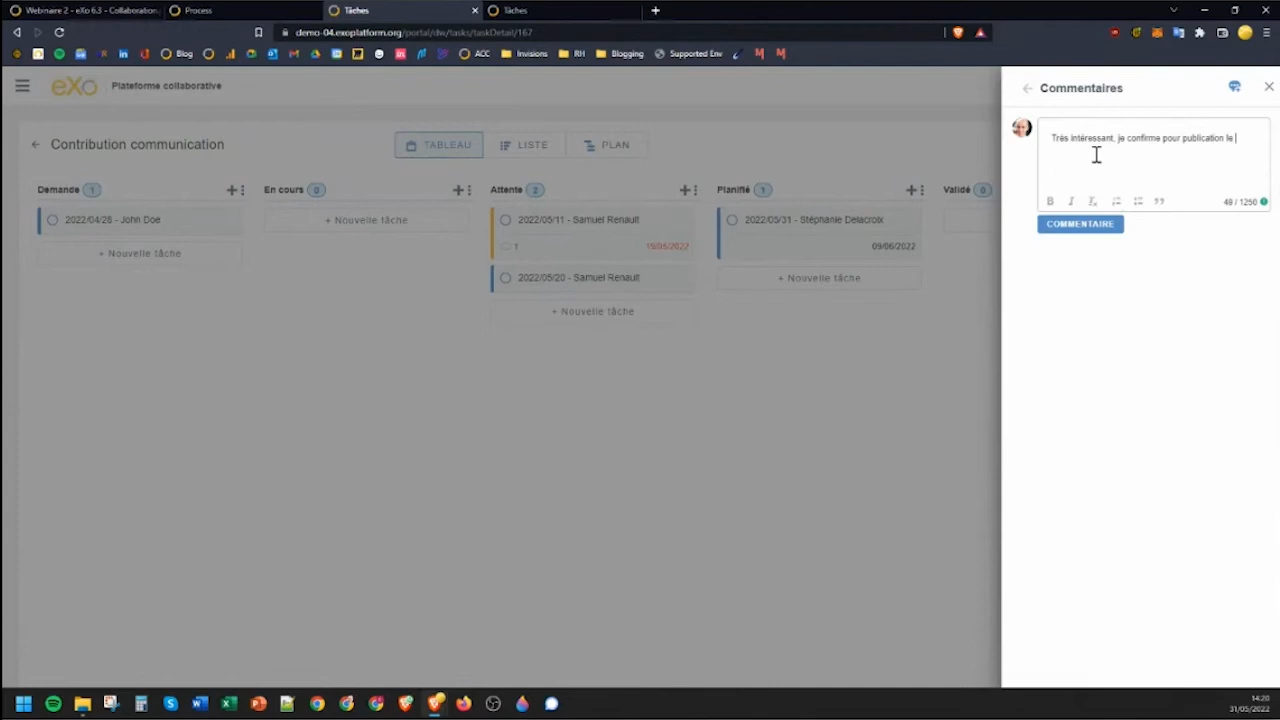 Webinaire 2 - eXo 6.3 - Collaboration
Process
Tâches
Tâches
demo-04.exoplatform.org/portal/dw/tasks/taskDetail/167
Blog
ACC
Invisions
RH
Blogging
Supported Env
eXo
Plateforme collaborative
Commentaires
Contribution communication
TABLEAU
LISTE
PLAN
Très intéressant, je confirme pour publication le
48 / 1250
COMMENTAIRE
Demande 1
En cours 0
Attente 2
Planifié 1
Validé 0
2022/04/28 - John Doe
+ Nouvelle tâche
+ Nouvelle tâche
2022/05/11 - Samuel Renault
1
19/05/2022
2022/05/20 - Samuel Renault
+ Nouvelle tâche
2022/05/31 - Stéphanie Delacroix
09/06/2022
+ Nouvelle tâche
14:20
31/05/2022